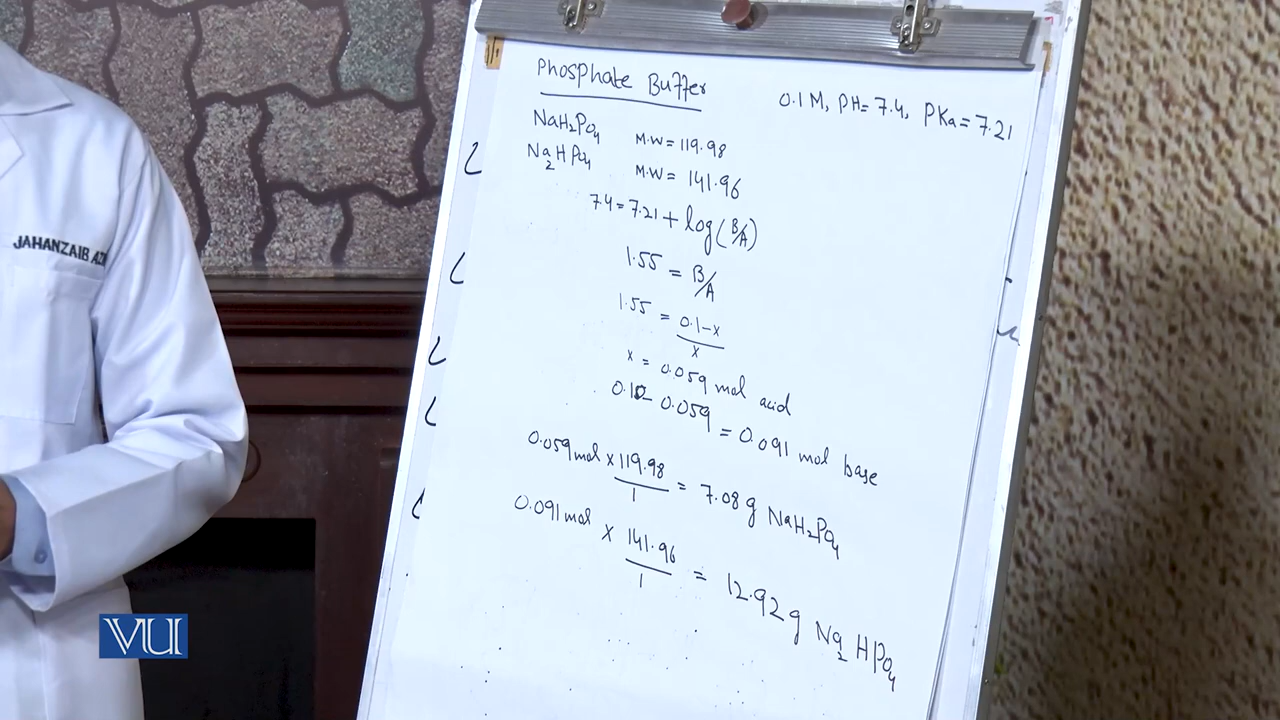 Phosphate Buffer
0.1 M, PH= 7.4, PKa = 7.21
NaH2PO4 M.W = 119.98
Na2HPO4 M.W = 141.96
7.4 = 7.21 + log (B/A)
1.55 = B/A
1.55 = 0.1-x/x
x = 0.059 mol acid
0.059 = 0.091 mol base
0.059 mol × 119.98/1 = 7.08 g NaH2PO4
0.091 mol × 141.96/1 = 12.92 g Na2HPO4
JAHANZAIB
VU